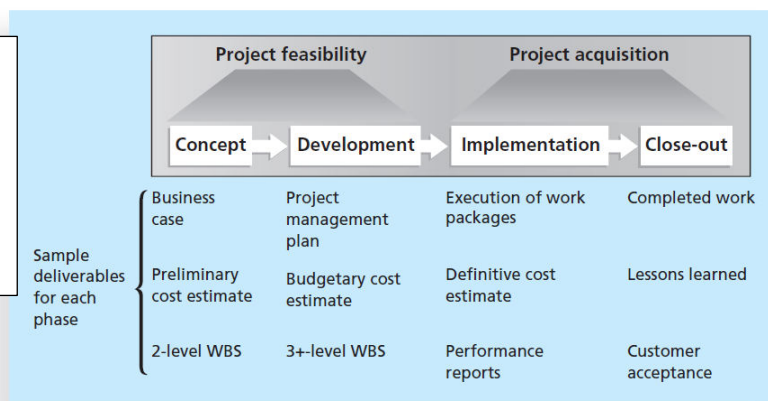 Project feasibility
Project acquisition
Concept
Development
Implementation
Close-out
Sample
deliverables
for each
phase
Business
case
Project
management
plan
Execution of work
packages
Completed work
Preliminary
cost estimate
Budgetary cost
estimate
Definitive cost
estimate
Lessons learned
2-level WBS
3+-level WBS
Performance
reports
Customer
acceptance